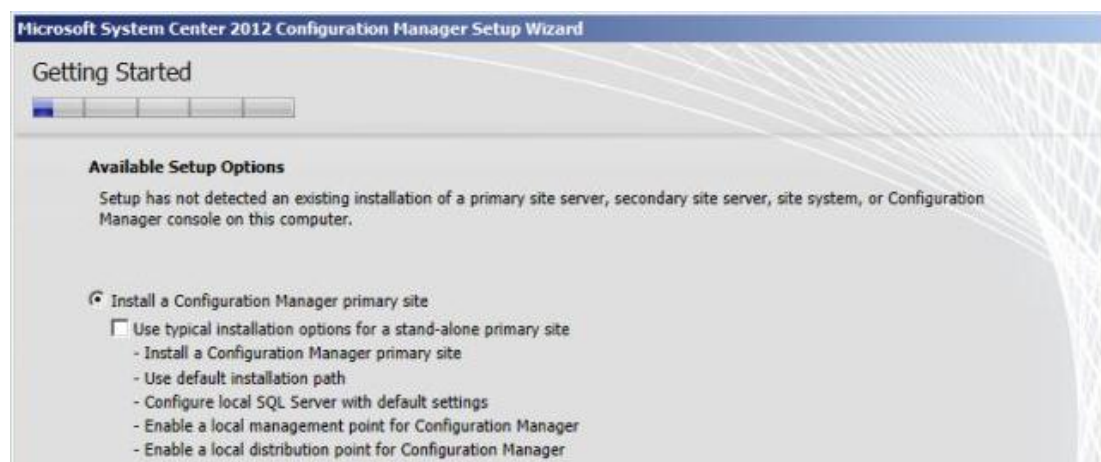 Microsoft System Center 2012 Configuration Manager Setup Wizard
Getting Started
Available Setup Options
Setup has not detected an existing installation of a primary site server, secondary site server, site system, or Configuration
Manager console on this computer.
Install a Configuration Manager primary site
Use typical installation options for a stand-alone primary site
- Install a Configuration Manager primary site
- Use default installation path
- Configure local SQL Server with default settings
- Enable a local management point for Configuration Manager
- Enable a local distribution point for Configuration Manager